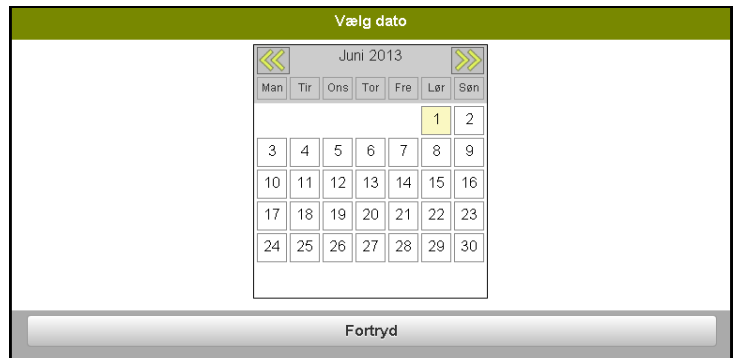 Vælg dato
Juni 2013
Man Tir Ons Tor Fre Lør Søn
1 2
3 4 5 6 7 8 9
10 11 12 13 14 15 16
17 18 19 20 21 22 23
24 25 26 27 28 29 30
Fortryd